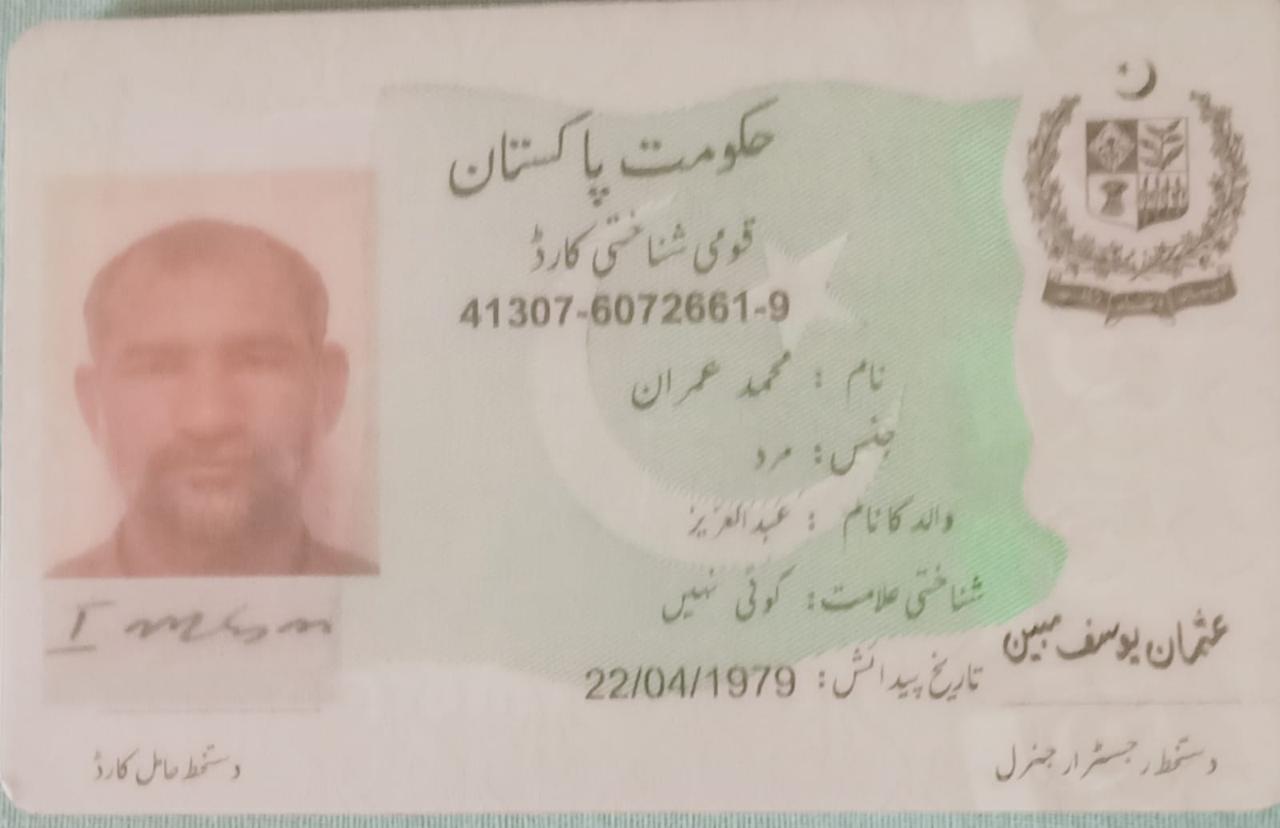 حکومت پاکستان
قومی شناختی کارڈ
41307-6072661-9
نام : محمد عمران
جنس : مرد
والد کا نام : عبدالعزیز
شناختی علامت : کوئی نہیں
تاریخ پیدائش : 22/04/1979
Imran
دستخط حامل کارڈ
عثمان یوسف مبین
دستخط رجسٹرار جنرل